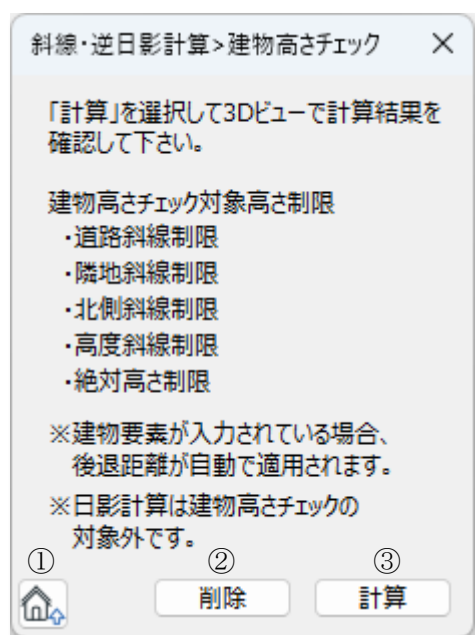 斜線・逆日影計算>建物高さチェック
「計算」を選択して3Dビューで計算結果を
確認して下さい。
建物高さチェック対象高さ制限
・道路斜線制限
・隣地斜線制限
・北側斜線制限
・高度斜線制限
・絶対高さ制限
※建物要素が入力されている場合、
後退距離が自動で適用されます。
※日影計算は建物高さチェックの
対象外です。
① ② ③
削除 計算